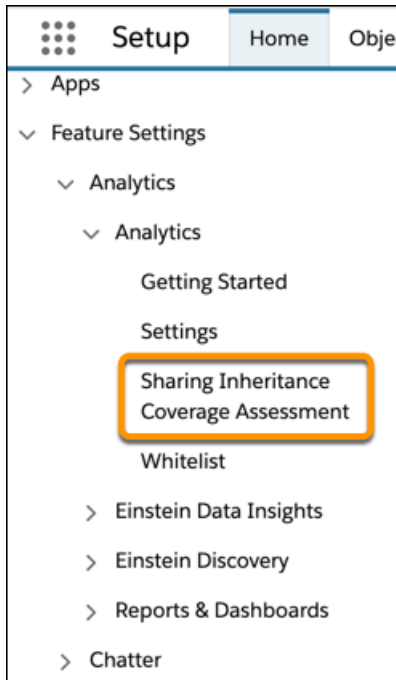 Setup Home Obje
Apps
Feature Settings
Analytics
Analytics
Getting Started
Settings
Sharing Inheritance
Coverage Assessment
Whitelist
Einstein Data Insights
Einstein Discovery
Reports & Dashboards
Chatter